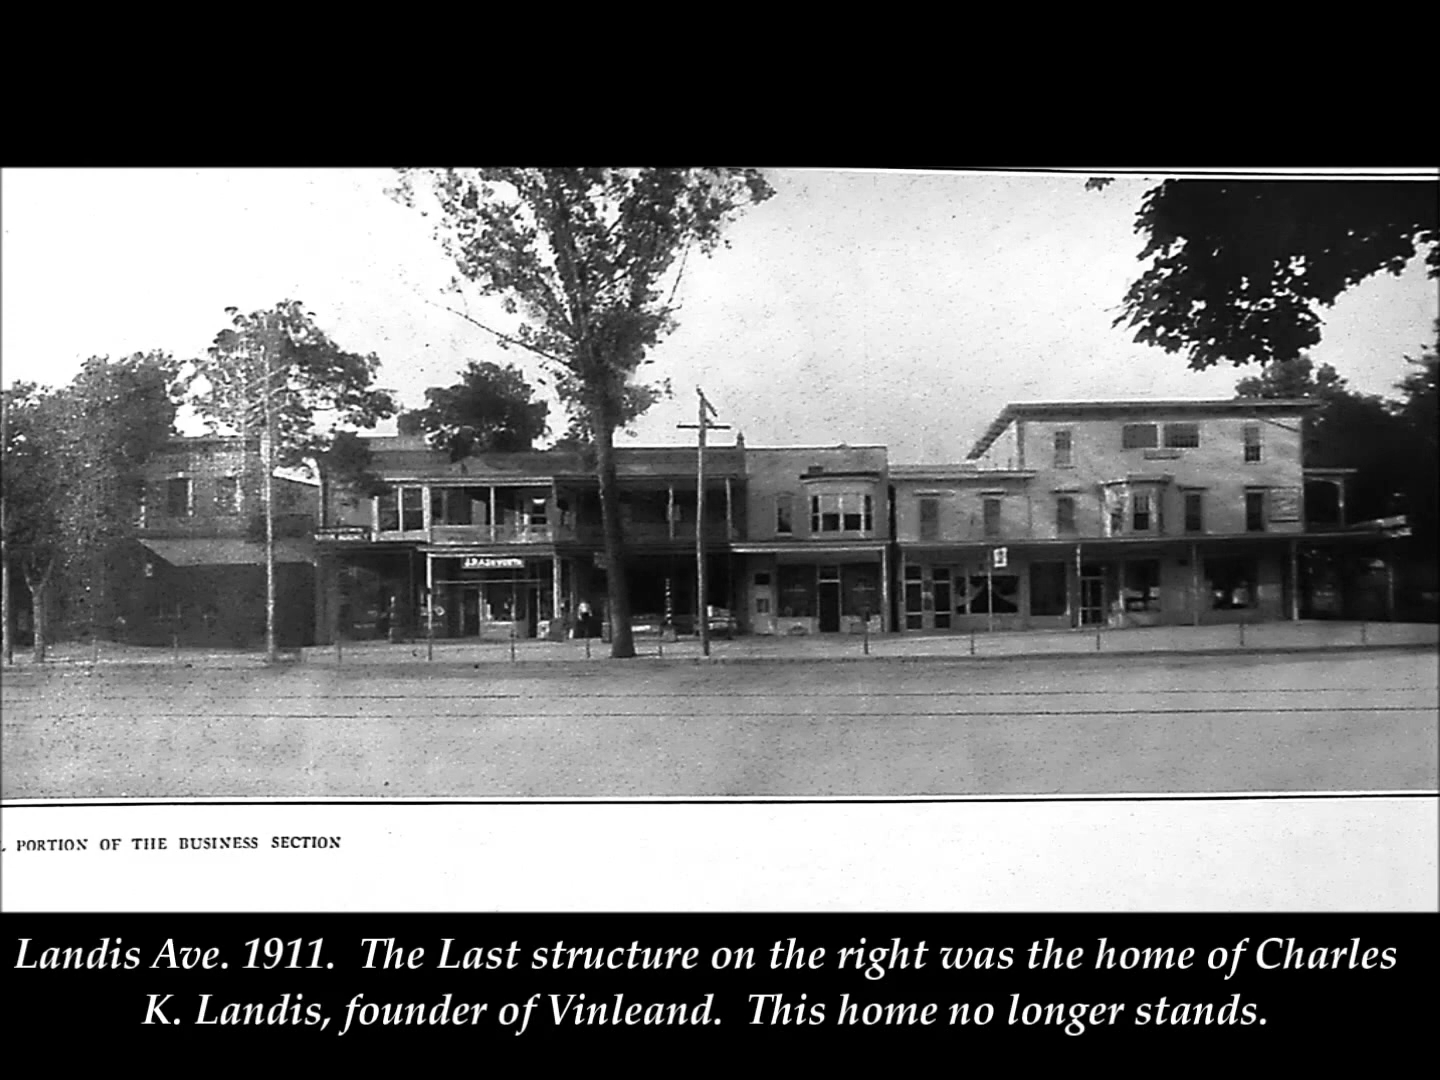 J.P.ASHWORTH
PORTION OF THE BUSINESS SECTION
Landis Ave. 1911. The Last structure on the right was the home of Charles
K. Landis, founder of Vinleand. This home no longer stands.